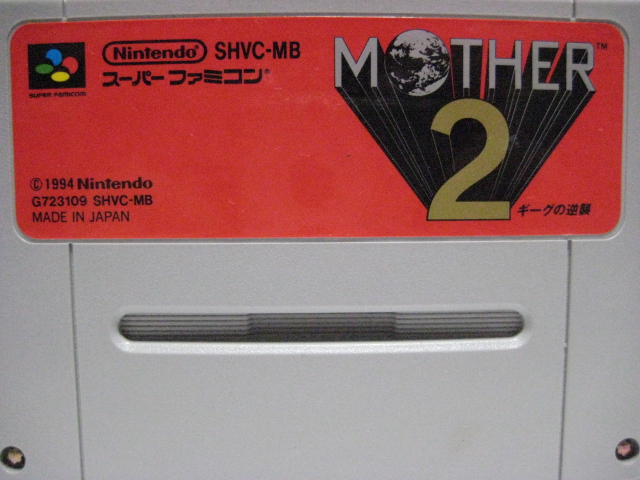 Nintendo SHVC-MB
スーパーファミコン®
SUPER FAMICOM
MOTHER™
2
ギーグの逆襲
©1994 Nintendo
G723109 SHVC-MB
MADE IN JAPAN